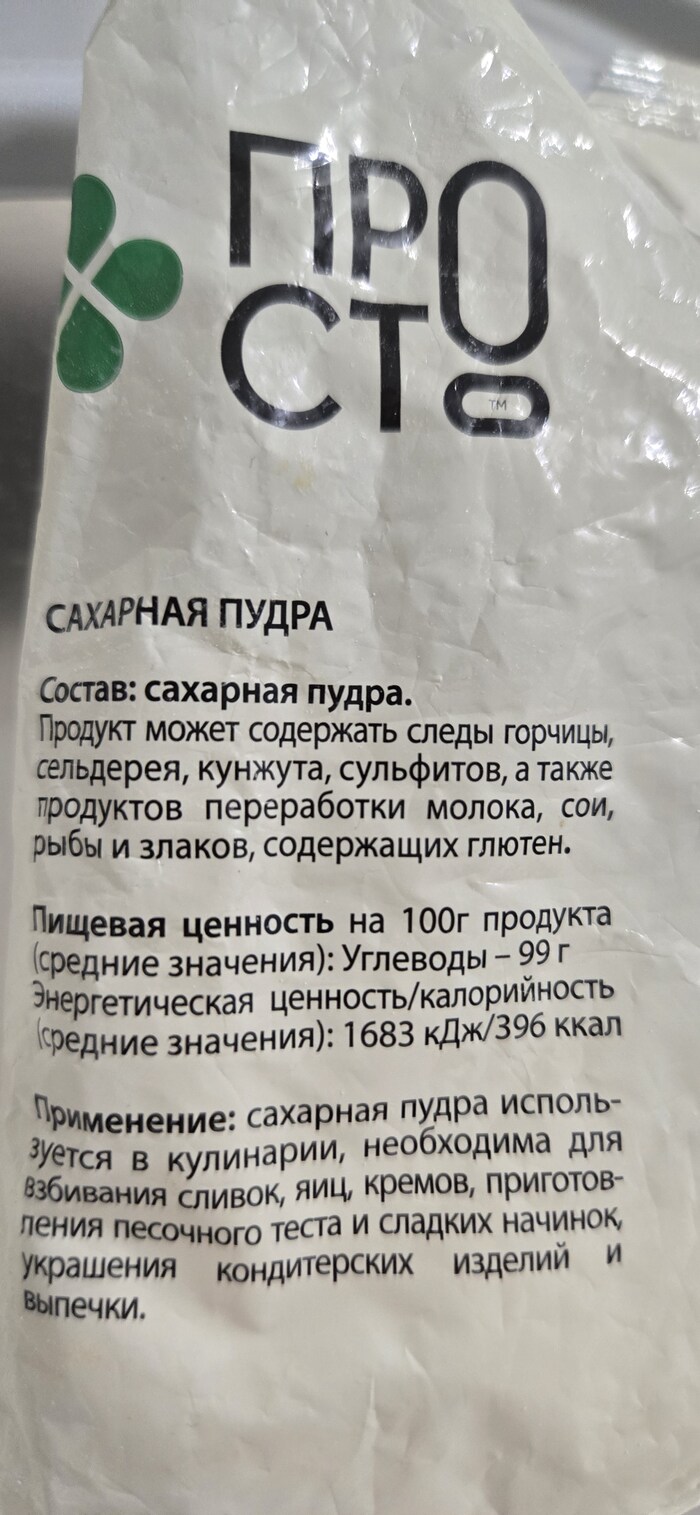 ПРО
СТО
TM
САХАРНАЯ ПУДРА
Состав: сахарная пудра.
Продукт может содержать следы горчицы,
сельдерея, кунжута, сульфитов, а также
продуктов переработки молока, сои,
рыбы и злаков, содержащих глютен.
Пищевая ценность на 100г продукта
(средние значения): Углеводы – 99 г
Энергетическая ценность/калорийность
(средние значения): 1683 кДж/396 ккал
Применение: сахарная пудра исполь-
зуется в кулинарии, необходима для
взбивания сливок, яиц, кремов, приготов-
ления песочного теста и сладких начинок,
украшения кондитерских изделий и
выпечки.